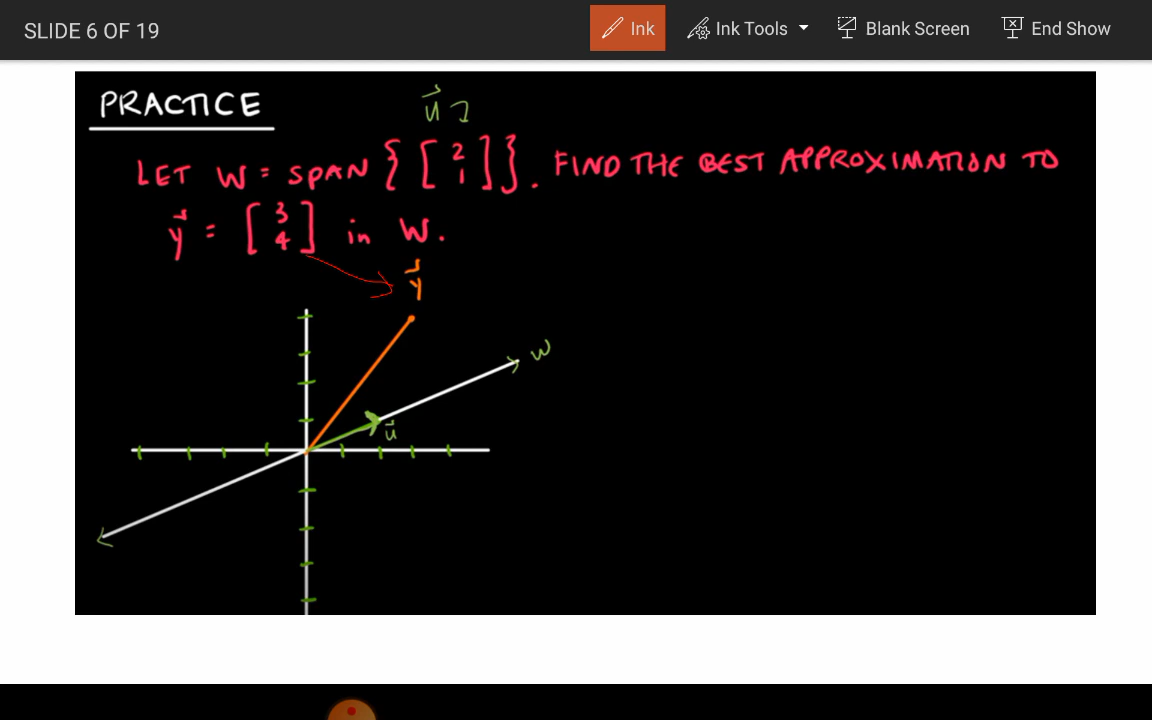 SLIDE 6 OF 19
Ink
Ink Tools
Blank Screen
End Show
PRACTICE
u
LET W = SPAN { [ 2 1 ] }. FIND THE BEST APPROXIMATION TO
y = [ 3 4 ] in W.
y
W
u